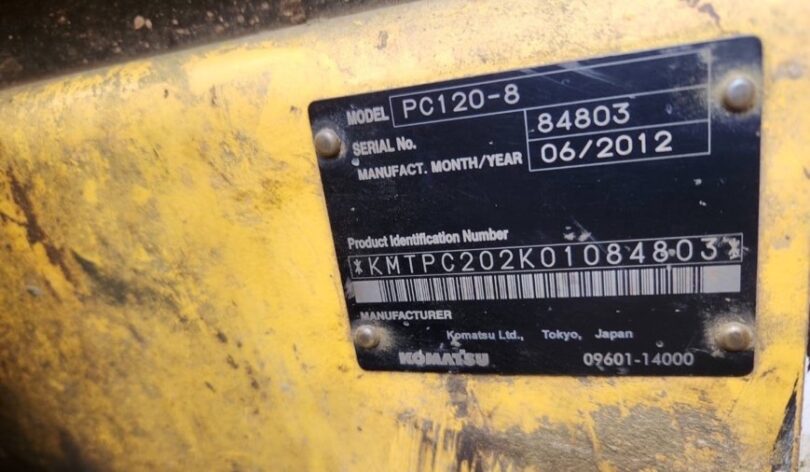 MODEL PC120-8
SERIAL No. 84803
MANUFACT. MONTH/YEAR 06/2012
Product Identification Number
*KMTPC202K01084803*
MANUFACTURER
Komatsu Ltd., Tokyo, Japan
KOMATSU 09601-14000